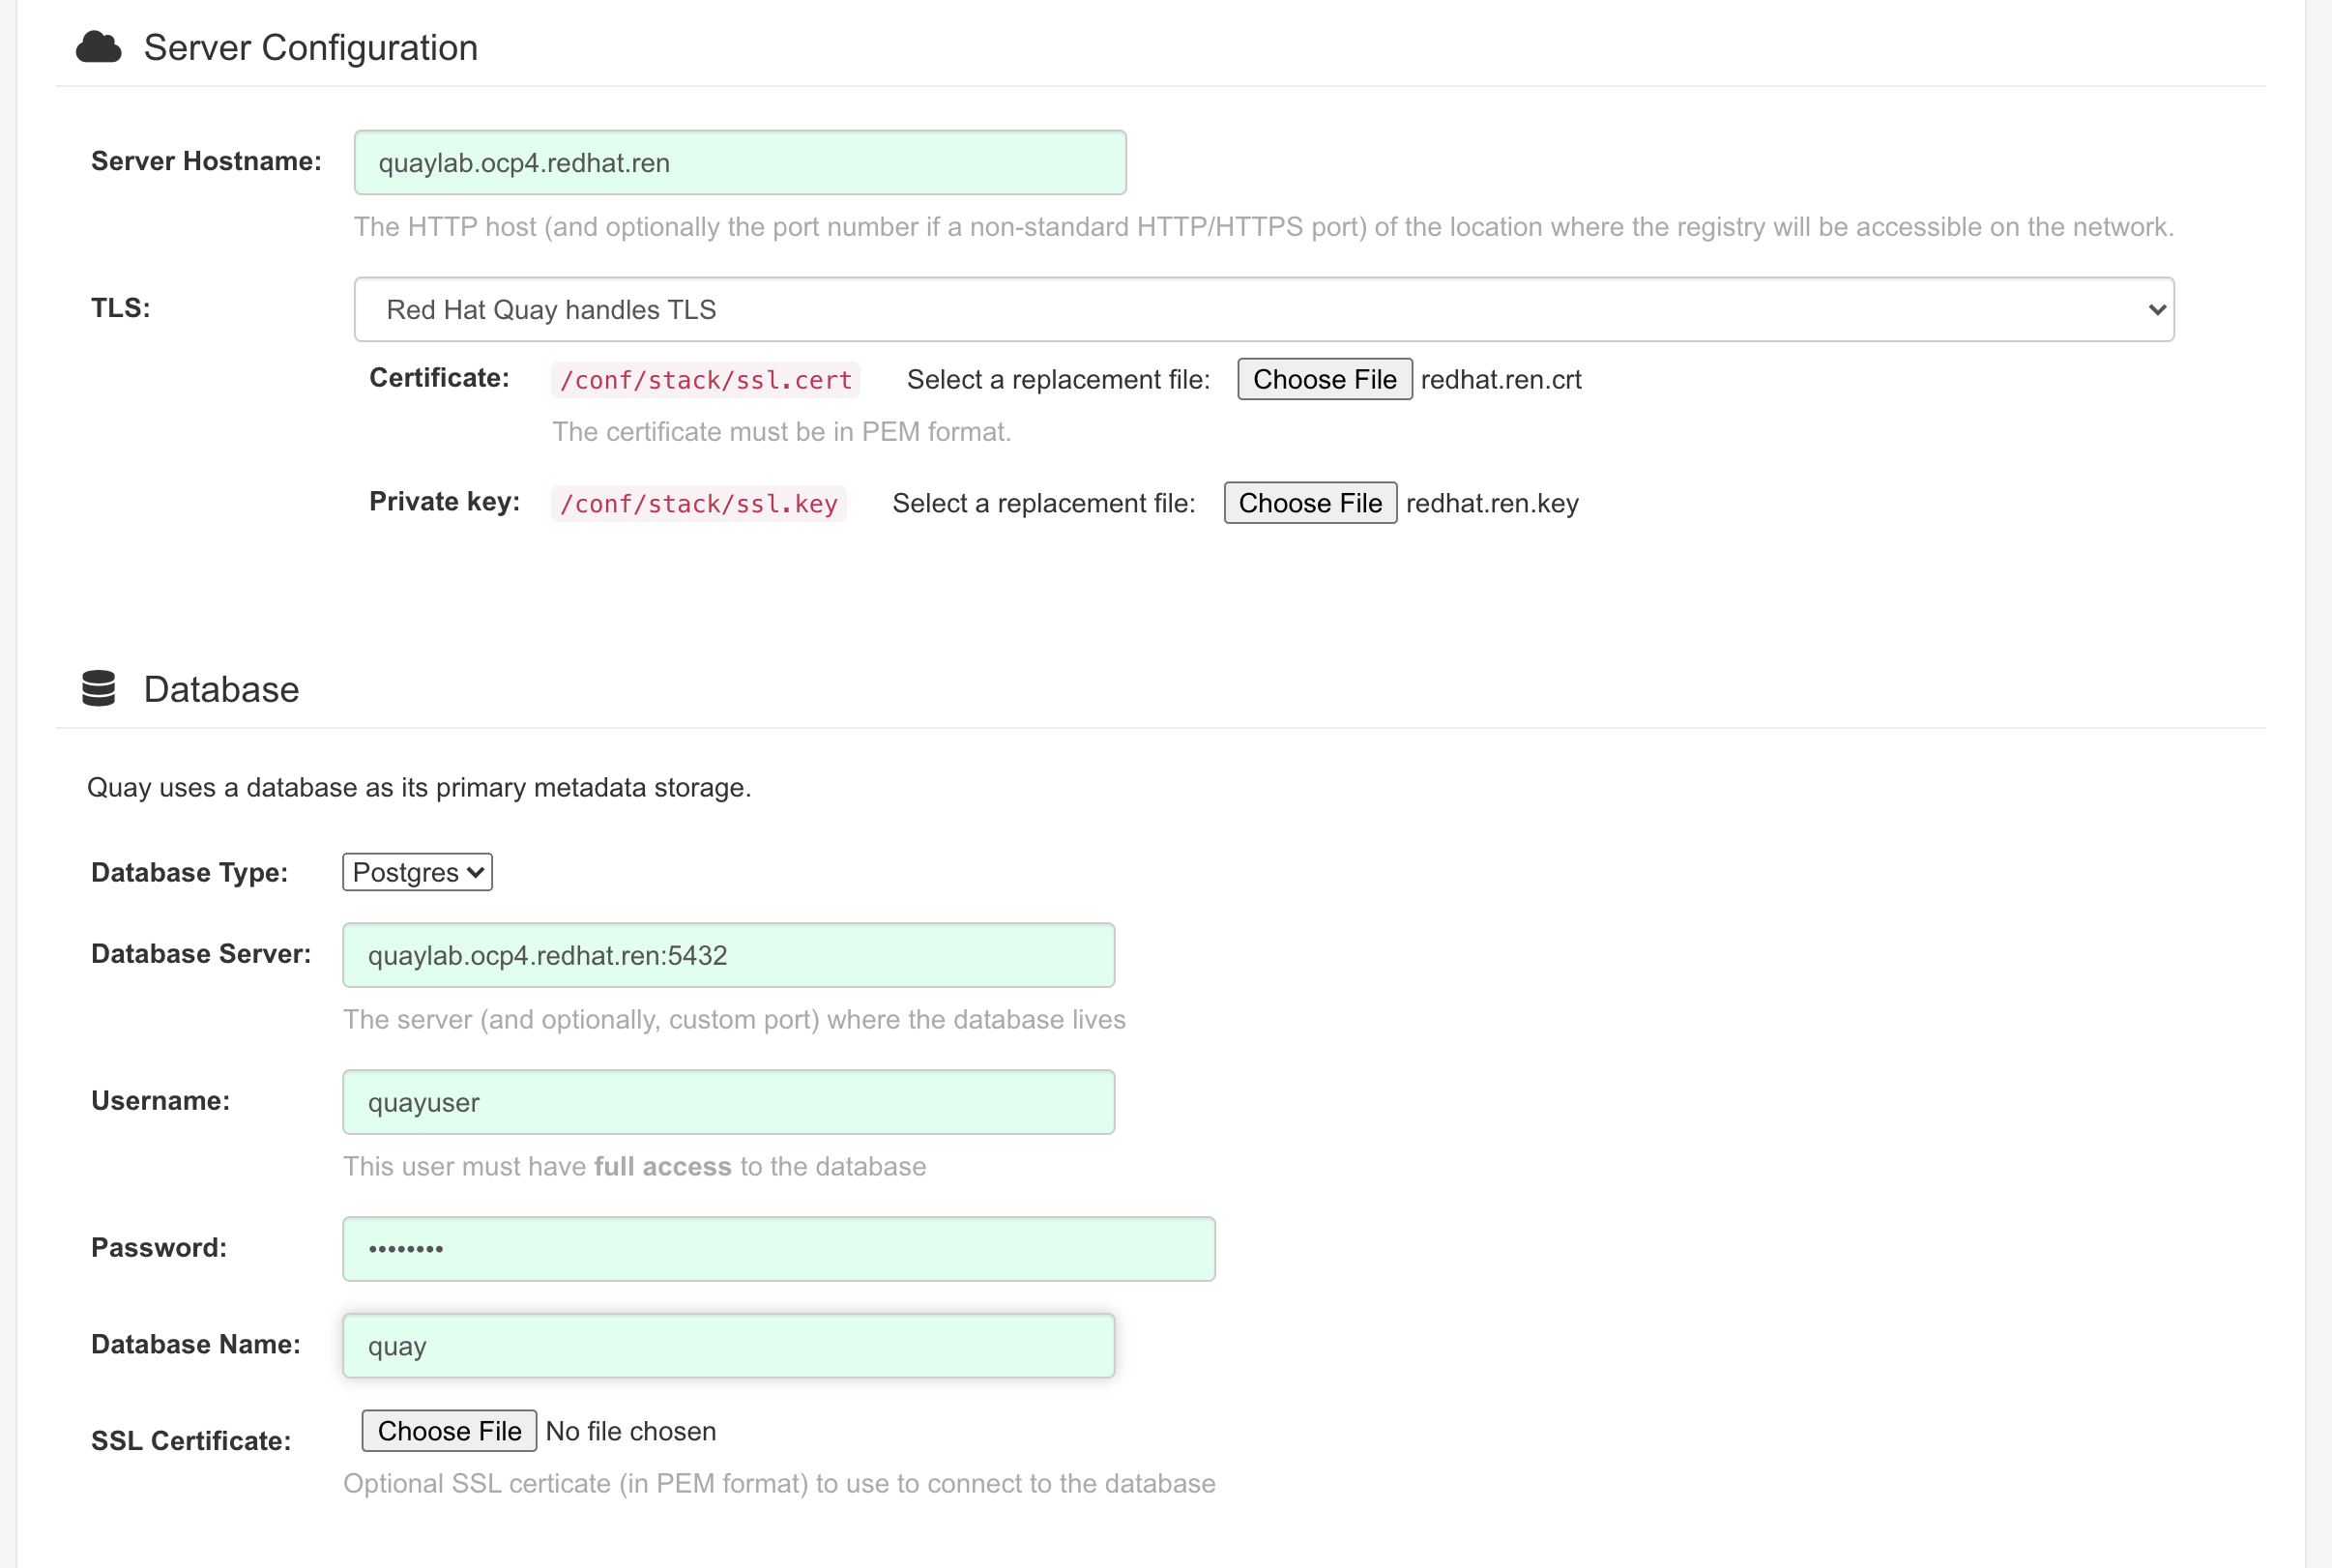 Server Configuration
Server Hostname: quaylab.ocp4.redhat.ren
The HTTP host (and optionally the port number if a non-standard HTTP/HTTPS port) of the location where the registry will be accessible on the network.
TLS: Red Hat Quay handles TLS
Certificate: /conf/stack/ssl.cert Select a replacement file: Choose File redhat.ren.crt
The certificate must be in PEM format.
Private key: /conf/stack/ssl.key Select a replacement file: Choose File redhat.ren.key
Database
Quay uses a database as its primary metadata storage.
Database Type: Postgres
Database Server: quaylab.ocp4.redhat.ren:5432
The server (and optionally, custom port) where the database lives
Username: quayuser
This user must have full access to the database
Password: ••••••••
Database Name: quay
SSL Certificate: Choose File No file chosen
Optional SSL certicate (in PEM format) to use to connect to the database